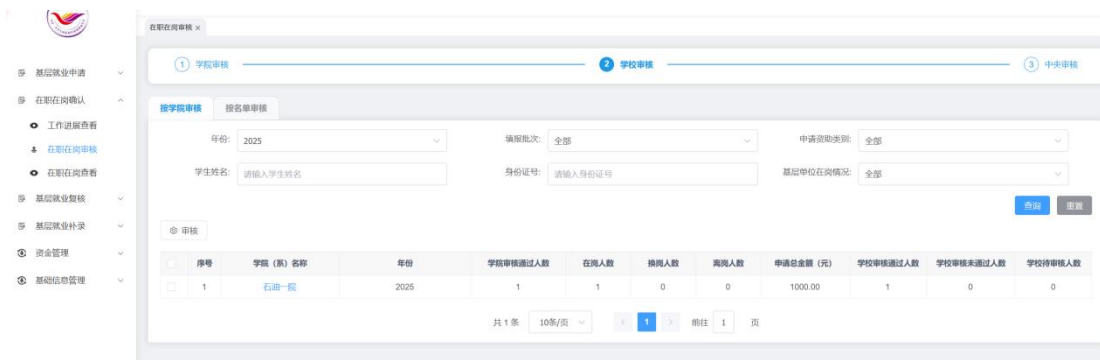 在职在岗审核 ×
1 学院审核
2 学校审核
3 中央审核
基层就业申请
在职在岗确认
工作进展查看
在职在岗审核
在职在岗查看
基层就业复核
基层就业补录
资金管理
基础信息管理
按学院审核 按名单审核
年份: 2025 填报批次: 全部 申请资助类别: 全部
学生姓名: 请输入学生姓名 身份证号: 请输入身份证号 基层单位在岗情况: 全部
查询 重置
审核
序号 学院（系）名称 年份 学院审核通过人数 在岗人数 换岗人数 离岗人数 申请总金额（元） 学校审核通过人数 学校审核未通过人数 学校待审核人数
1 石油一院 2025 1 1 0 0 1000.00 1 0 0
共 1 条 10条/页 1 前往 1 页